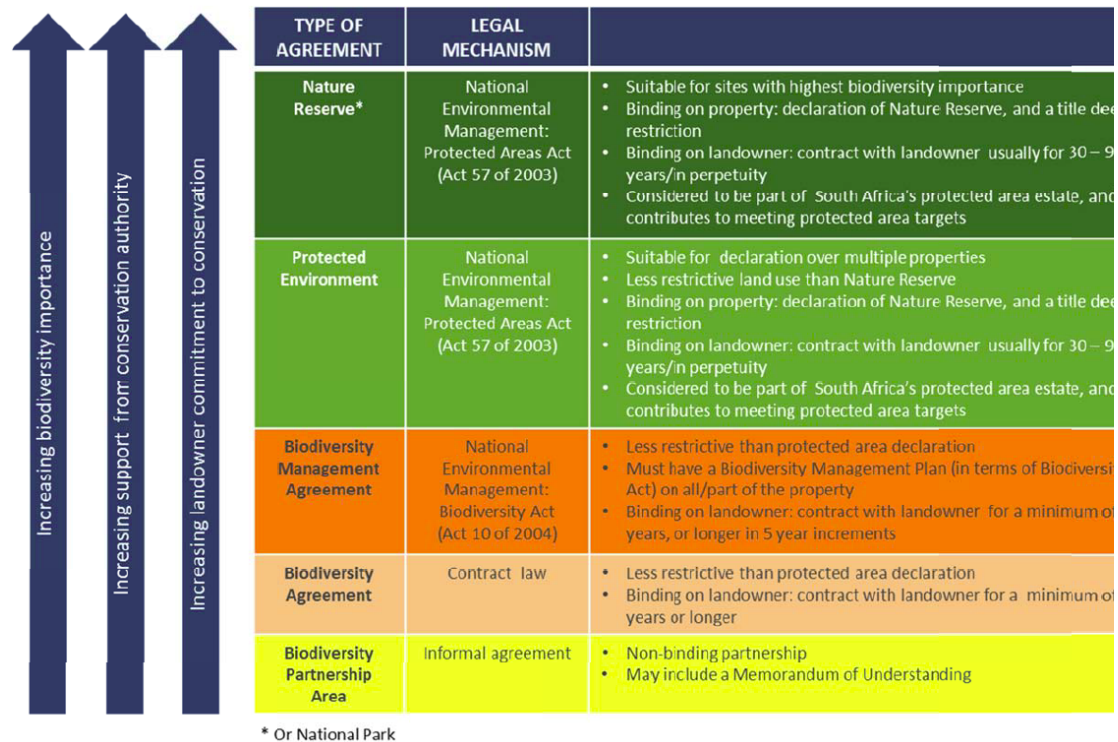 Increasing biodiversity importance
Increasing support from conservation authority
Increasing landowner commitment to conservation
TYPE OF
AGREEMENT
LEGAL
MECHANISM
Nature
Reserve*
National
Environmental
Management:
Protected Areas Act
(Act 57 of 2003)
• Suitable for sites with highest biodiversity importance
• Binding on property: declaration of Nature Reserve, and a title
restriction
• Binding on landowner: contract with landowner usually for 30 –
years/in perpetuity
• Considered to be part of South Africa's protected area estate, and
contributes to meeting protected area targets
Protected
Environment
National
Environmental
Management:
Protected Areas Act
(Act 57 of 2003)
• Suitable for declaration over multiple properties
• Less restrictive land use than Nature Reserve
• Binding on property: declaration of Nature Reserve, and a title
restriction
• Binding on landowner: contract with landowner usually for 30 –
years/in perpetuity
• Considered to be part of South Africa's protected area estate, and
contributes to meeting protected area targets
Biodiversity
Management
Agreement
National
Environmental
Management:
Biodiversity Act
(Act 10 of 2004)
• Less restrictive than protected area declaration
• Must have a Biodiversity Management Plan (in terms of
Act) on all/part of the property
• Binding on landowner: contract with landowner for a minimum of
years, or longer in 5 year increments
Biodiversity
Agreement
Contract law
• Less restrictive than protected area declaration
• Binding on landowner: contract with landowner for a minimum of
years or longer
Biodiversity
Partnership
Area
Informal agreement
• Non-binding partnership
• May include a Memorandum of Understanding
* Or National Park